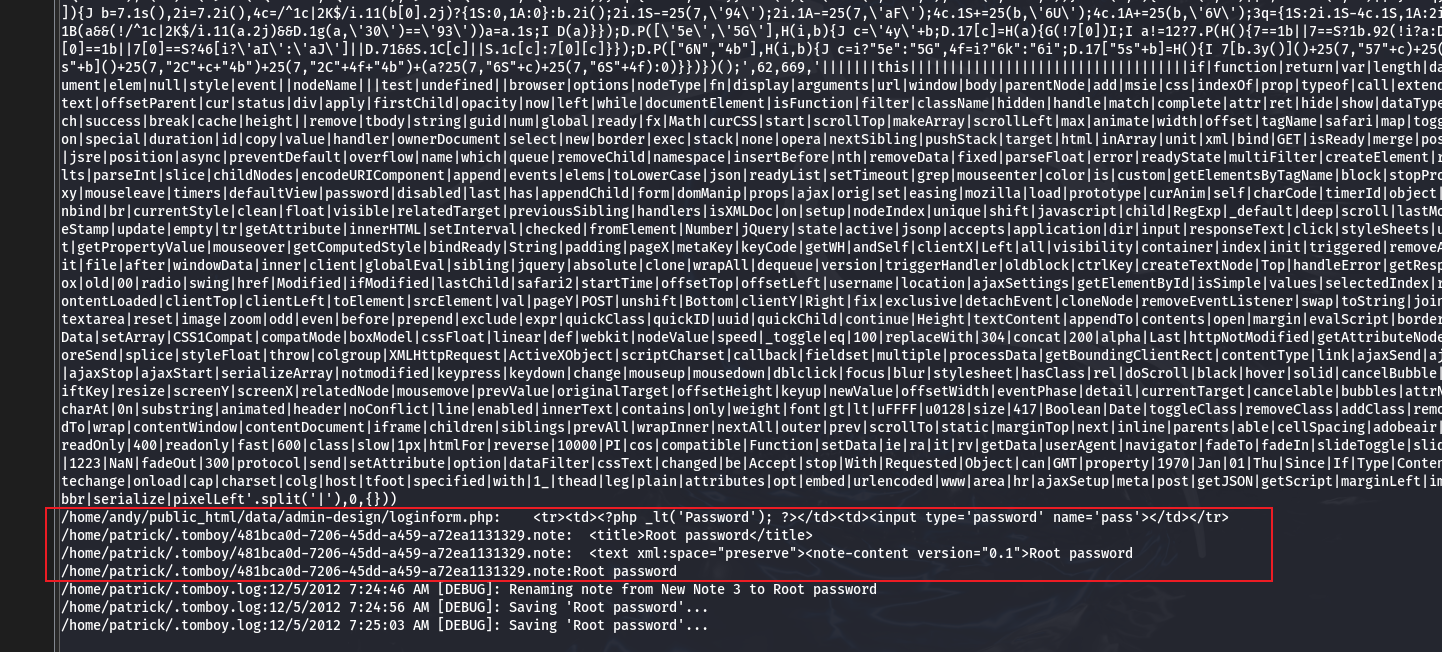 ]){J b=7.1s(),2i=7.2i(),4c=/^1c|2K$/i.11(b[0].2j)?{1S:0,1A:0}:b.2i();2i.1S-=25(7,\'94\');2i.1A-=25(7,\'aF\');4c.1S+=25(b,\'6U\');4c.1A+=25(b,\'6V\');3q={1S:2i.1S-4c.1S,1A:2i
1B(a&&(!/^1c|2K$/i.11(a.2j)&&D.1g(a,\'30\')==\'93\'))a=a.1s;I D(a)}});D.P([\'5e\',\'5G\'],H(i,b){J c=\'4y\'+b;D.17[c]=H(a){G(!7[0])I;I a!=12?7.P(H(){7==1b||7==S?1b.92(!i?a:D
[0]==1b||7[0]==S?46[i?\'aI\':\'aJ\']||D.71&&S.1C[c]||S.1c[c]:7[0][c]}});D.P(["6N","4b"],H(i,b){J c=i?"5e":"5G",4f=i?"6k":"6i";D.17["5s"+b]=H(){I 7[b.3y()]()+25(7,"57"+c)+25(
s"+b]()+25(7,"2C"+c+"4b")+25(7,"2C"+4f+"4b")+(a?25(7,"6S"+c)+25(7,"6S"+4f):0)}})})();',62,669,'|||||||this|||||||||||||||||||||||||||||||||if|function|return|var|length|da
ument|elem|null|style|event||nodeName|||test|undefined||browser|options|nodeType|fn|display|arguments|url|window|body|parentNode|add|msie|css|indexOf|prop|typeof|call|extend
text|offsetParent|cur|status|div|apply|firstChild|opacity|now|left|while|documentElement|isFunction|filter|className|hidden|handle|match|complete|attr|ret|hide|show|dataType
ch|success|break|cache|height||remove|tbody|string|guid|num|global|ready|fx|Math|curCSS|start|scrollTop|makeArray|scrollLeft|max|animate|width|offset|tagName|safari|map|togg
on|special|duration|id|copy|value|handler|ownerDocument|select|new|border|exec|stack|none|opera|nextSibling|pushStack|target|html|inArray|unit|xml|bind|GET|isReady|merge|pos
|jsre|position|async|preventDefault|overflow|name|which|queue|removeChild|namespace|insertBefore|nth|removeData|fixed|parseFloat|error|readyState|multiFilter|createElement|r
lts|parseInt|slice|childNodes|encodeURIComponent|append|events|elems|toLowerCase|json|readyList|setTimeout|grep|mouseenter|color|is|custom|getElementsByTagName|block|stopPro
xy|mouseleave|timers|defaultView|password|disabled|last|has|appendChild|form|domManip|props|ajax|orig|set|easing|mozilla|load|prototype|curAnim|self|charCode|timerId|object|
nbind|br|currentStyle|clean|float|visible|relatedTarget|previousSibling|handlers|isXMLDoc|on|setup|nodeIndex|unique|shift|javascript|child|RegExp|_default|deep|scroll|lastMo
eStamp|update|empty|tr|getAttribute|innerHTML|setInterval|checked|fromElement|Number|jQuery|state|active|jsonp|accepts|application|dir|input|responseText|click|styleSheets|u
t|getPropertyValue|mouseover|getComputedStyle|bindReady|String|padding|pageX|metaKey|keyCode|getWH|andSelf|clientX|Left|all|visibility|container|index|init|triggered|removeA
it|file|after|windowData|inner|client|globalEval|sibling|jquery|absolute|clone|wrapAll|dequeue|version|triggerHandler|oldblock|ctrlKey|createTextNode|Top|handleError|getResp
ox|old|00|radio|swing|href|Modified|ifModified|lastChild|safari2|startTime|offsetTop|offsetLeft|username|location|ajaxSettings|getElementById|isSimple|values|selectedIndex|r
ontentLoaded|clientTop|clientLeft|toElement|srcElement|val|pageY|POST|unshift|Bottom|clientY|Right|fix|exclusive|detachEvent|cloneNode|removeEventListener|swap|toString|join
textarea|reset|image|zoom|odd|even|before|prepend|exclude|expr|quickClass|quickID|uuid|quickChild|continue|Height|textContent|appendTo|contents|open|margin|evalScript|border
Data|setArray|CSS1Compat|compatMode|boxModel|cssFloat|linear|def|webkit|nodeValue|speed|_toggle|eq|100|replaceWith|304|concat|200|alpha|Last|httpNotModified|getAttributeNode
oreSend|splice|styleFloat|throw|colgroup|XMLHttpRequest|ActiveXObject|scriptCharset|callback|fieldset|multiple|processData|getBoundingClientRect|contentType|link|ajaxSend|aj
|ajaxStop|ajaxStart|serializeArray|notmodified|keypress|keydown|change|mouseup|mousedown|dblclick|focus|blur|stylesheet|hasClass|rel|doScroll|black|hover|solid|cancelBubble|
iftKey|resize|screenY|screenX|relatedNode|mousemove|prevValue|originalTarget|offsetHeight|keyup|newValue|offsetWidth|eventPhase|detail|currentTarget|cancelable|bubbles|attrN
charAt|0n|substring|animated|header|noConflict|line|enabled|innerText|contains|only|weight|font|gt|lt|uFFFF|u0128|size|417|Boolean|Date|toggleClass|removeClass|addClass|remo
dTo|wrap|contentWindow|contentDocument|iframe|children|siblings|prevAll|wrapInner|nextAll|outer|prev|scrollTo|static|marginTop|next|inline|parents|able|cellSpacing|adobeair|
readOnly|400|readonly|fast|600|class|slow|1px|htmlFor|reverse|10000|PI|cos|compatible|Function|setData|ie|ra|it|rv|getData|userAgent|navigator|fadeTo|fadeIn|slideToggle|slid
|1223|NaN|fadeOut|300|protocol|send|setAttribute|option|dataFilter|cssText|changed|be|Accept|stop|With|Requested|Object|can|GMT|property|1970|Jan|01|Thu|Since|If|Type|Conten
techange|onload|cap|charset|colg|host|tfoot|specified|with|1_|thead|leg|plain|attributes|opt|embed|urlencoded|www|area|hr|ajaxSetup|meta|post|getJSON|getScript|marginLeft|im
bbr|serialize|pixelLeft'.split('|'),0,{}))
/home/andy/public_html/data/admin-design/loginform.php:    <tr><td><?php _lt('Password'); ?></td><td><input type='password' name='pass'></td></tr>
/home/patrick/.tomboy/481bca0d-7206-45dd-a459-a72ea1131329.note:  <title>Root password</title>
/home/patrick/.tomboy/481bca0d-7206-45dd-a459-a72ea1131329.note:  <text xml:space="preserve"><note-content version="0.1">Root password
/home/patrick/.tomboy/481bca0d-7206-45dd-a459-a72ea1131329.note:Root password
/home/patrick/.tomboy.log:12/5/2012 7:24:46 AM [DEBUG]: Renaming note from New Note 3 to Root password
/home/patrick/.tomboy.log:12/5/2012 7:24:56 AM [DEBUG]: Saving 'Root password'...
/home/patrick/.tomboy.log:12/5/2012 7:25:03 AM [DEBUG]: Saving 'Root password'...